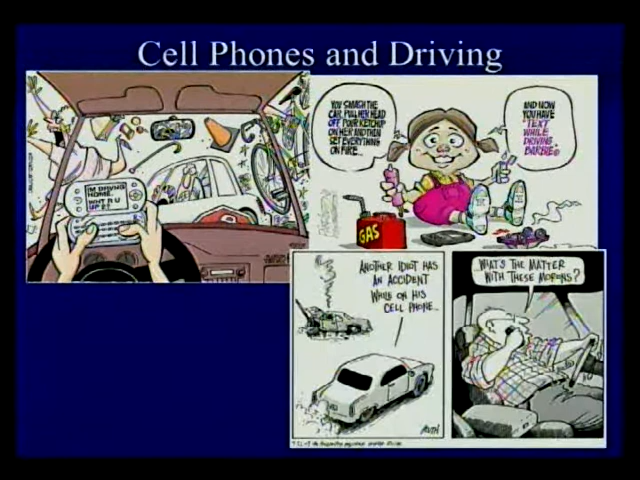 Cell Phones and Driving
I'M DRIVING
HOME.
WHAT R U
UP 2?
YOU SMASH THE
CAR, PULL HER HEAD
OFF, POUR KETCHUP
ON HER AND THEN
SET EVERYTHING
ON FIRE...
AND NOW
YOU HAVE
"TEXT
WHILE
DRIVING
BARBIE"
GAS
ANOTHER IDIOT HAS
AN ACCIDENT
WHILE ON HIS
CELL PHONE...
WHAT'S THE MATTER
WITH THESE MORONS?